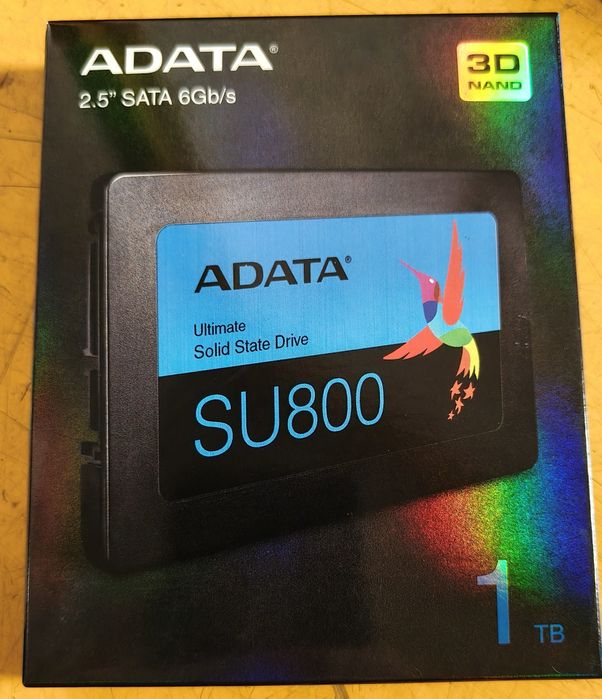 ADATA®
2.5" SATA 6Gb/s
3D
NAND
ADATA®
Ultimate
Solid State Drive
SU800
1 TB